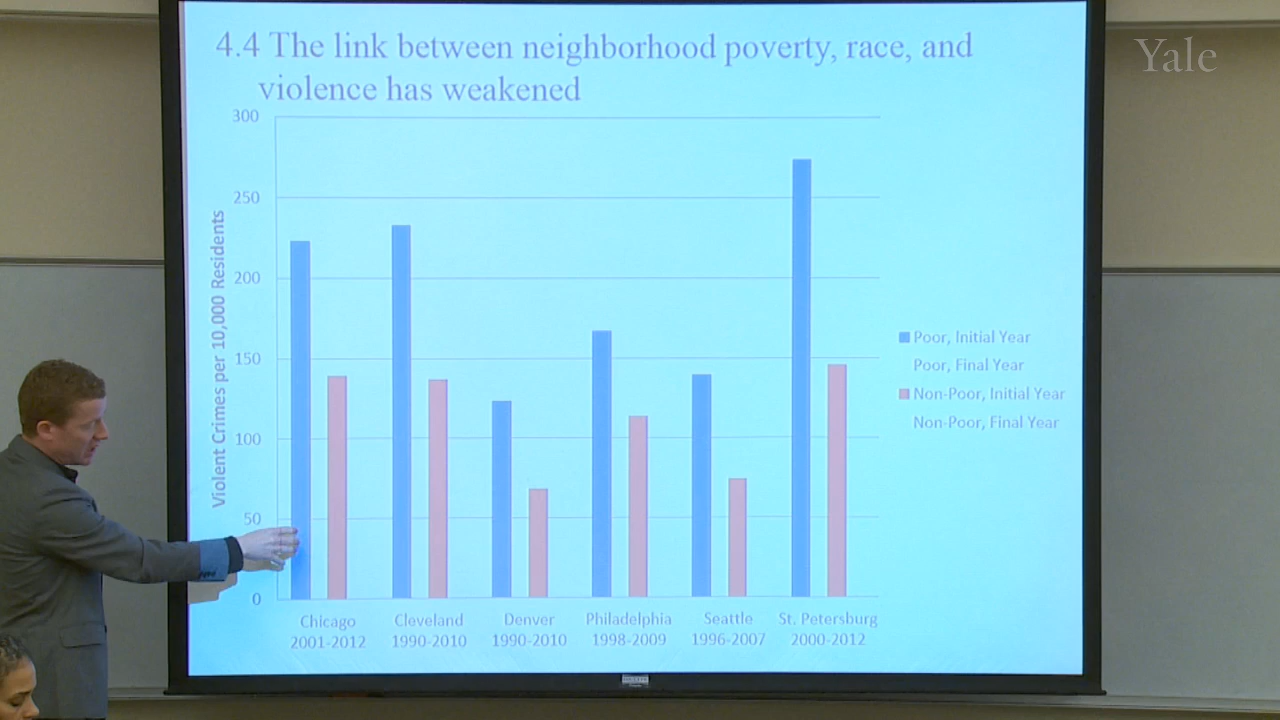 4.4 The link between neighborhood poverty, race, and
violence has weakened
Yale
Violent Crimes per 10,000 Residents
300
250
200
150
100
50
0
Chicago
2001-2012
Cleveland
1990-2010
Denver
1990-2010
Philadelphia
1998-2009
Seattle
1996-2007
St. Petersburg
2000-2012
Poor, Initial Year
Poor, Final Year
Non-Poor, Initial Year
Non-Poor, Final Year